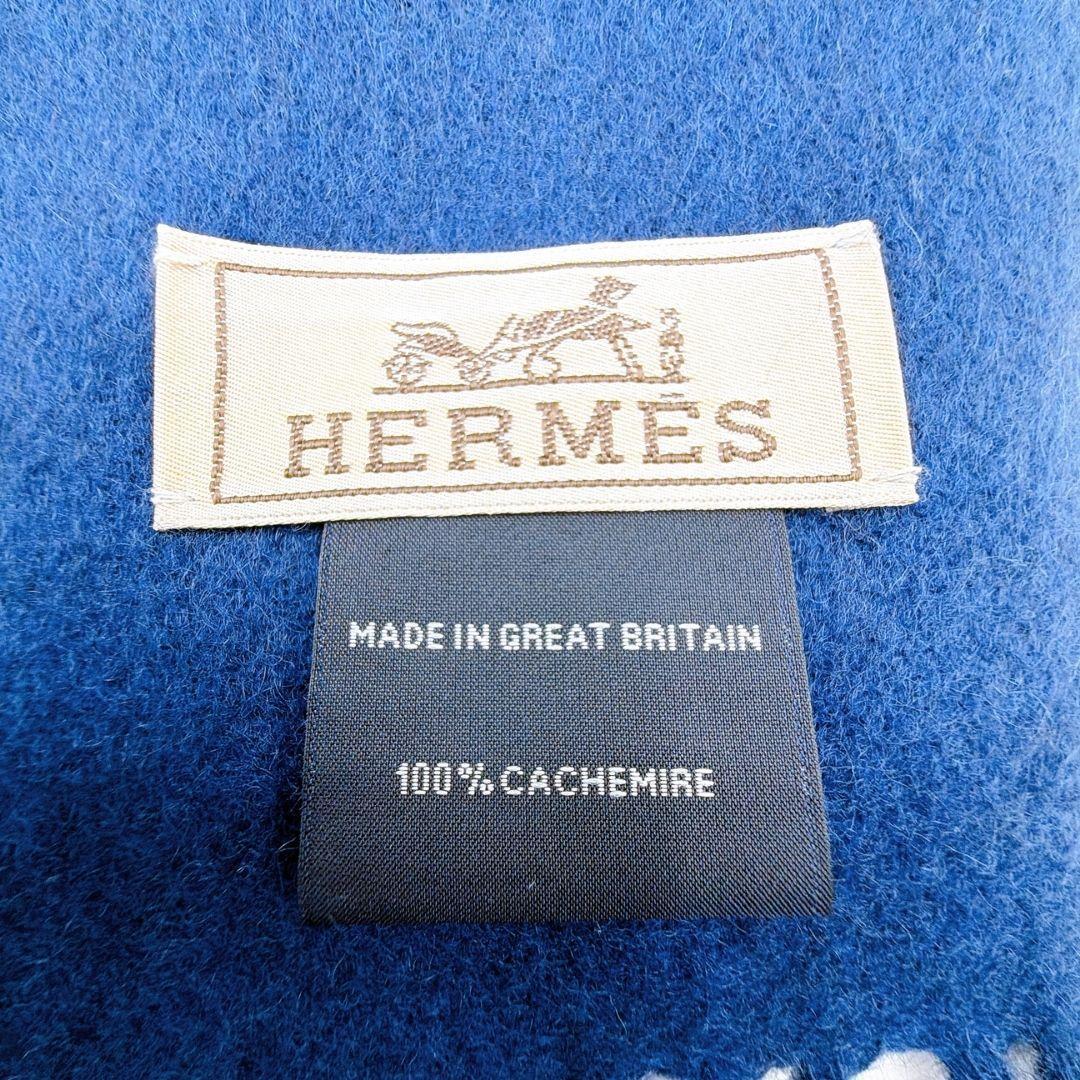 HERMÈS
MADE IN GREAT BRITAIN
100% CACHEMIRE